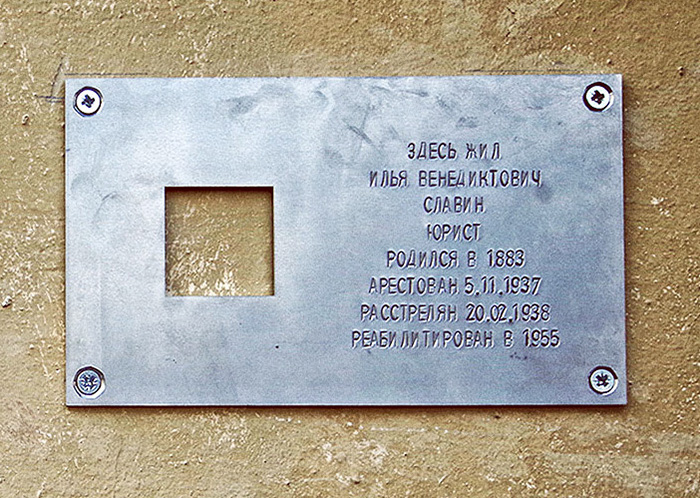 ЗДЕСЬ ЖИЛ
ИЛЬЯ ВЕНЕДИКТОВИЧ
СЛАВИН
ЮРИСТ
РОДИЛСЯ В 1883
АРЕСТОВАН 5.11.1937
РАССТРЕЛЯН 20.02.1938
РЕАБИЛИТИРОВАН В 1955